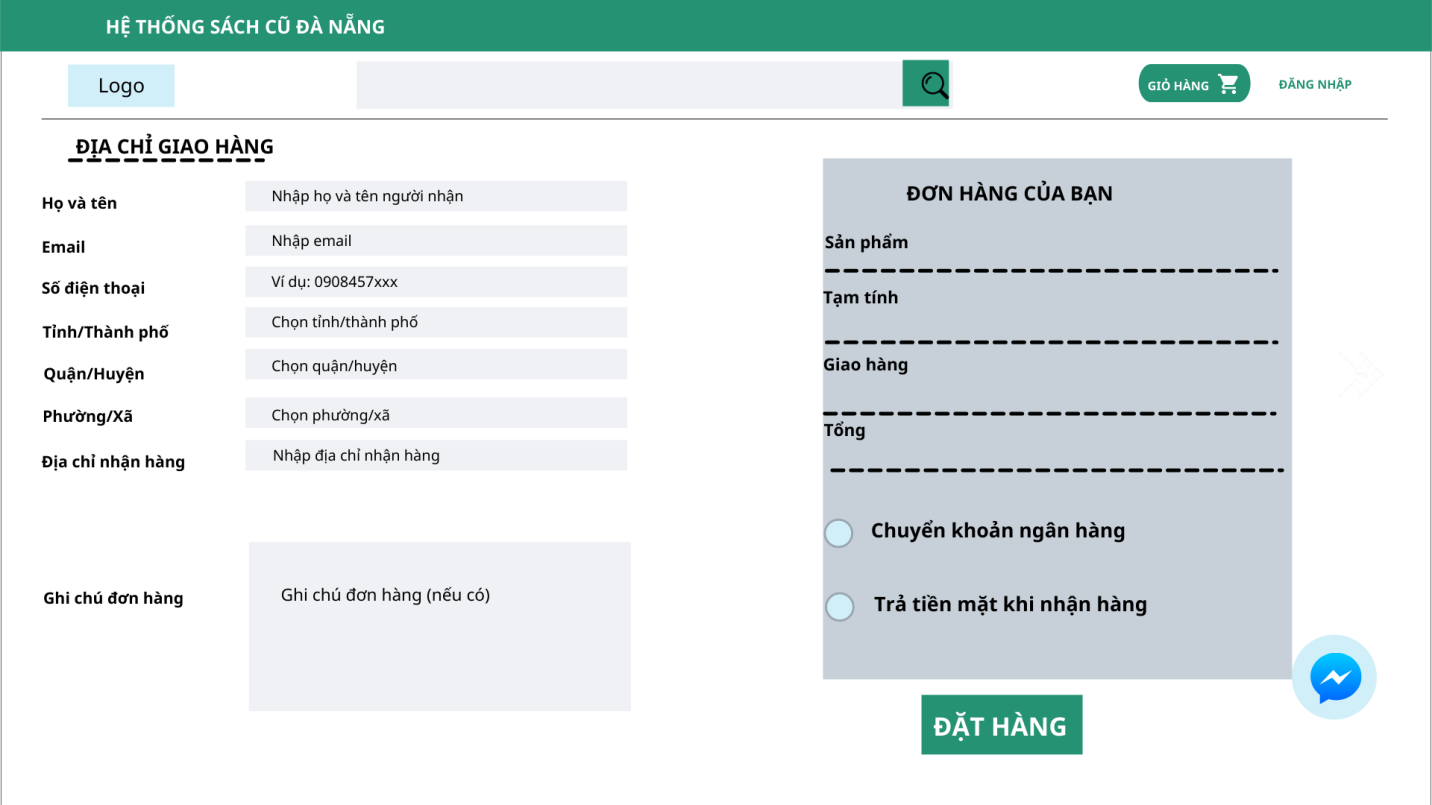 HỆ THỐNG SÁCH CŨ ĐÀ NẴNG
Logo
GIỎ HÀNG
ĐĂNG NHẬP
ĐỊA CHỈ GIAO HÀNG
Họ và tên
Nhập họ và tên người nhận
Email
Nhập email
Số điện thoại
Ví dụ: 0908457xxx
Tỉnh/Thành phố
Chọn tỉnh/thành phố
Quận/Huyện
Chọn quận/huyện
Phường/Xã
Chọn phường/xã
Địa chỉ nhận hàng
Nhập địa chỉ nhận hàng
Ghi chú đơn hàng
Ghi chú đơn hàng (nếu có)
ĐƠN HÀNG CỦA BẠN
Sản phẩm
Tạm tính
Giao hàng
Tổng
Chuyển khoản ngân hàng
Trả tiền mặt khi nhận hàng
ĐẶT HÀNG